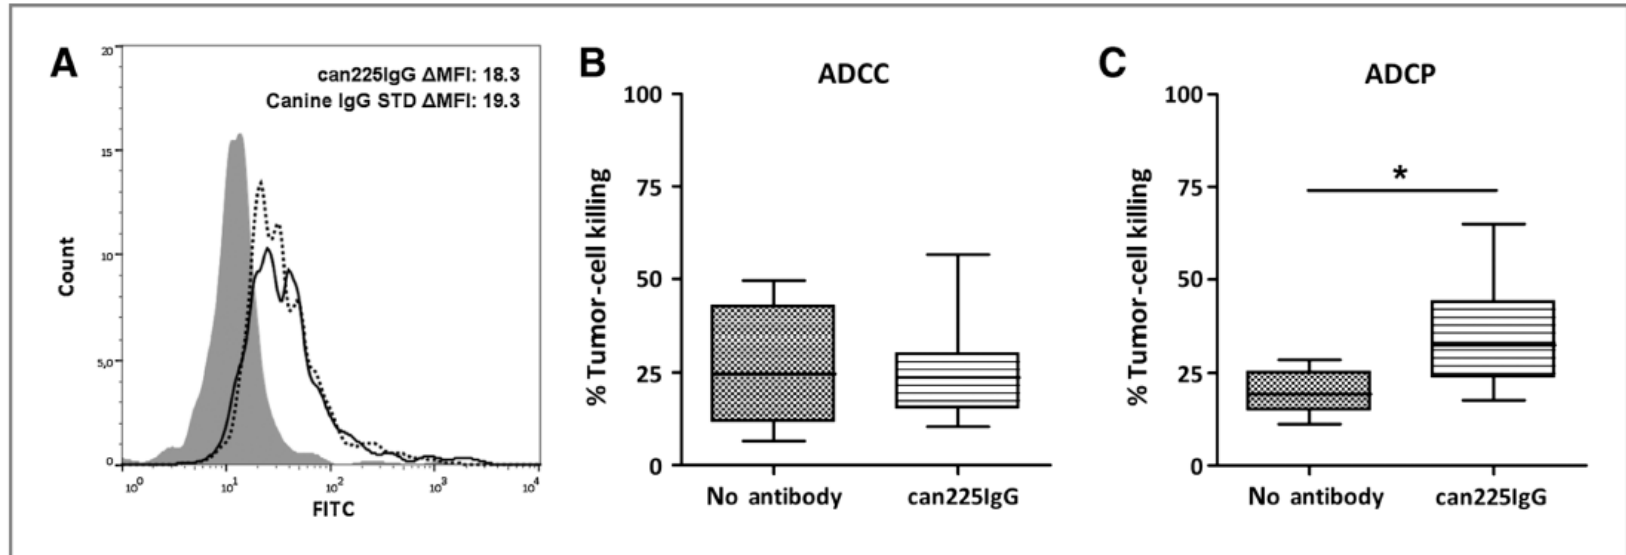 A
can225IgG ΔMFI: 18.3
Canine IgG STD ΔMFI: 19.3
20
15
10
5,0
0
Count
10⁰ 10¹ 10² 10³ 10⁴
FITC
B
ADCC
100
75
50
25
0
% Tumor-cell killing
No antibody can225IgG
C
ADCP
100
75
50
25
0
% Tumor-cell killing
*
No antibody can225IgG